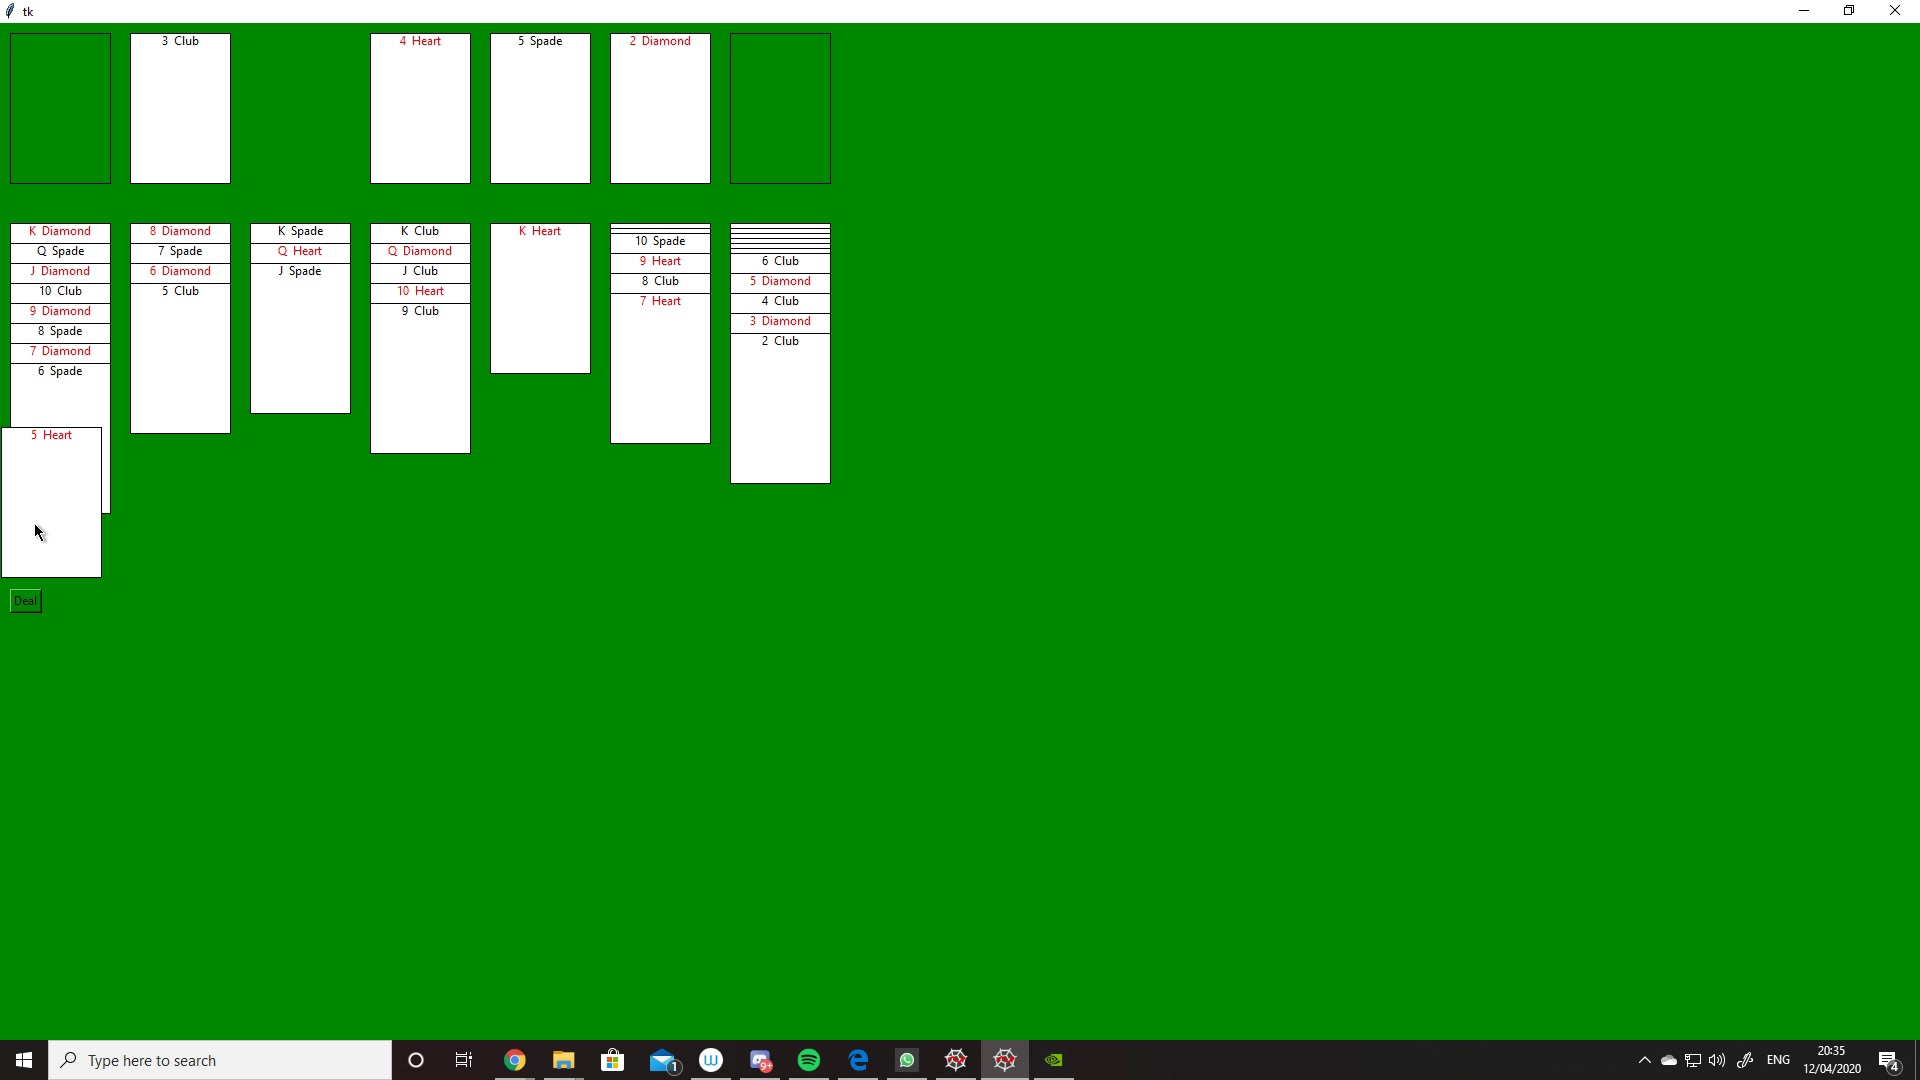 tk
3 Club
4 Heart
5 Spade
2 Diamond
K Diamond
Q Spade
J Diamond
10 Club
9 Diamond
8 Spade
7 Diamond
6 Spade
5 Heart
8 Diamond
7 Spade
6 Diamond
5 Club
K Spade
Q Heart
J Spade
K Club
Q Diamond
J Club
10 Heart
9 Club
K Heart
10 Spade
9 Heart
8 Club
7 Heart
6 Club
5 Diamond
4 Club
3 Diamond
2 Club
Deal
Type here to search
1
W
9+
ENG
20:35
12/04/2020
4